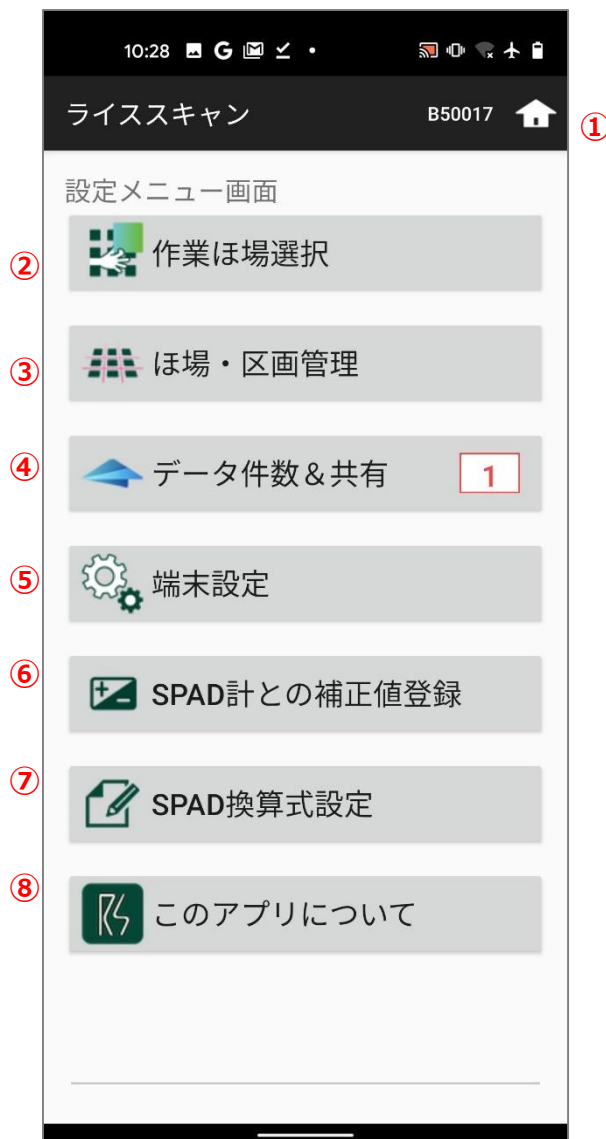 10:28 G
ライススキャン B50017 ①
設定メニュー画面
② 作業ほ場選択
③ ほ場・区画管理
④ データ件数&共有 1
⑤ 端末設定
⑥ SPAD計との補正値登録
⑦ SPAD換算式設定
⑧ RS このアプリについて